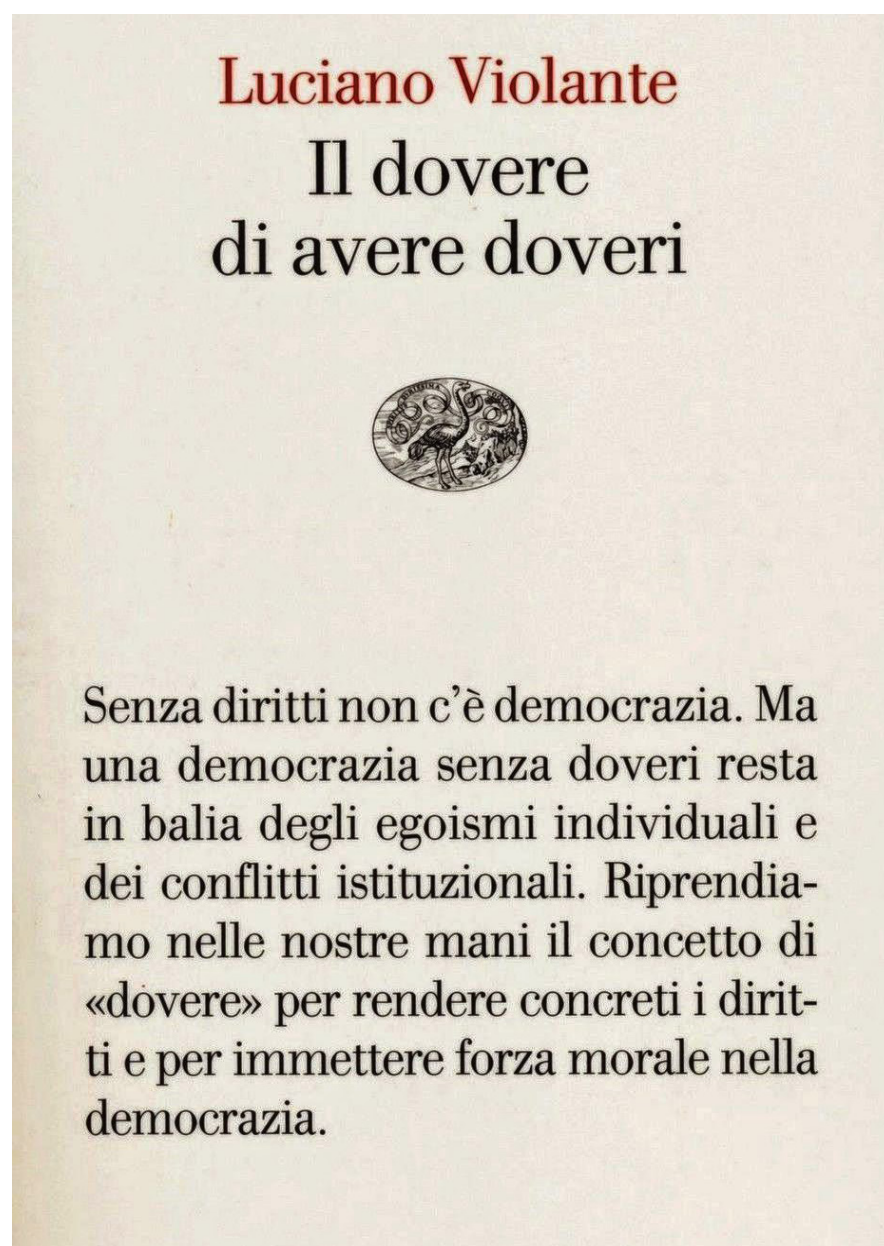 Luciano Violante
Il dovere
di avere doveri
Senza diritti non c'è democrazia. Ma
una democrazia senza doveri resta
in balia degli egoismi individuali e
dei conflitti istituzionali. Riprendia-
mo nelle nostre mani il concetto di
«dovere» per rendere concreti i dirit-
ti e per immettere forza morale nella
democrazia.